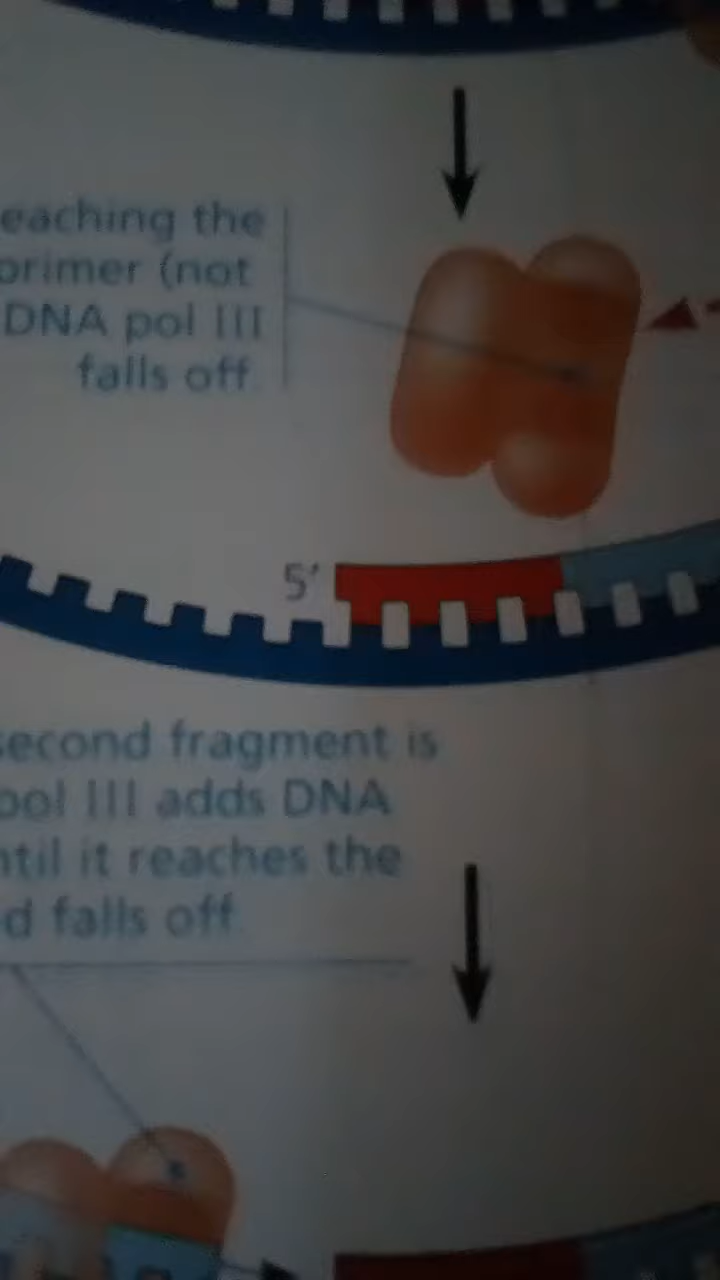 eaching the
primer (not
DNA pol III
falls off.
5′
second fragment is
pol III adds DNA
ntil it reaches the
d falls off.